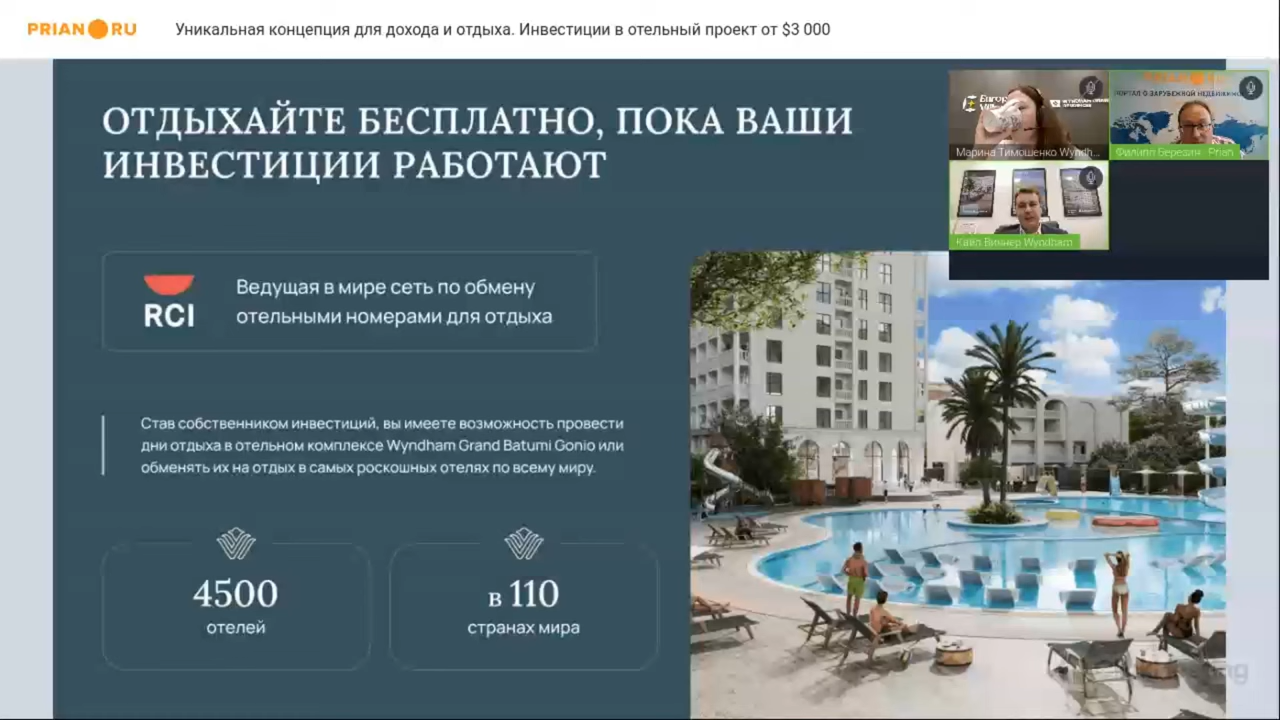 PRIAN RU
Уникальная концепция для дохода и отдыха. Инвестиции в отельный проект от $3 000
ОТДЫХАЙТЕ БЕСПЛАТНО, ПОКА ВАШИ
ИНВЕСТИЦИИ РАБОТАЮТ
Марина Тимошенко Wyndh...
Филипп Березин - Prian
Кайл Вичнер Wyndham
RCI
Ведущая в мире сеть по обмену
отельными номерами для отдыха
Став собственником инвестиций, вы имеете возможность провести
дни отдыха в отельном комплексе Wyndham Grand Batumi Gonio или
обменять их на отдых в самых роскошных отелях по всему миру.
4500
отелей
в 110
странах мира